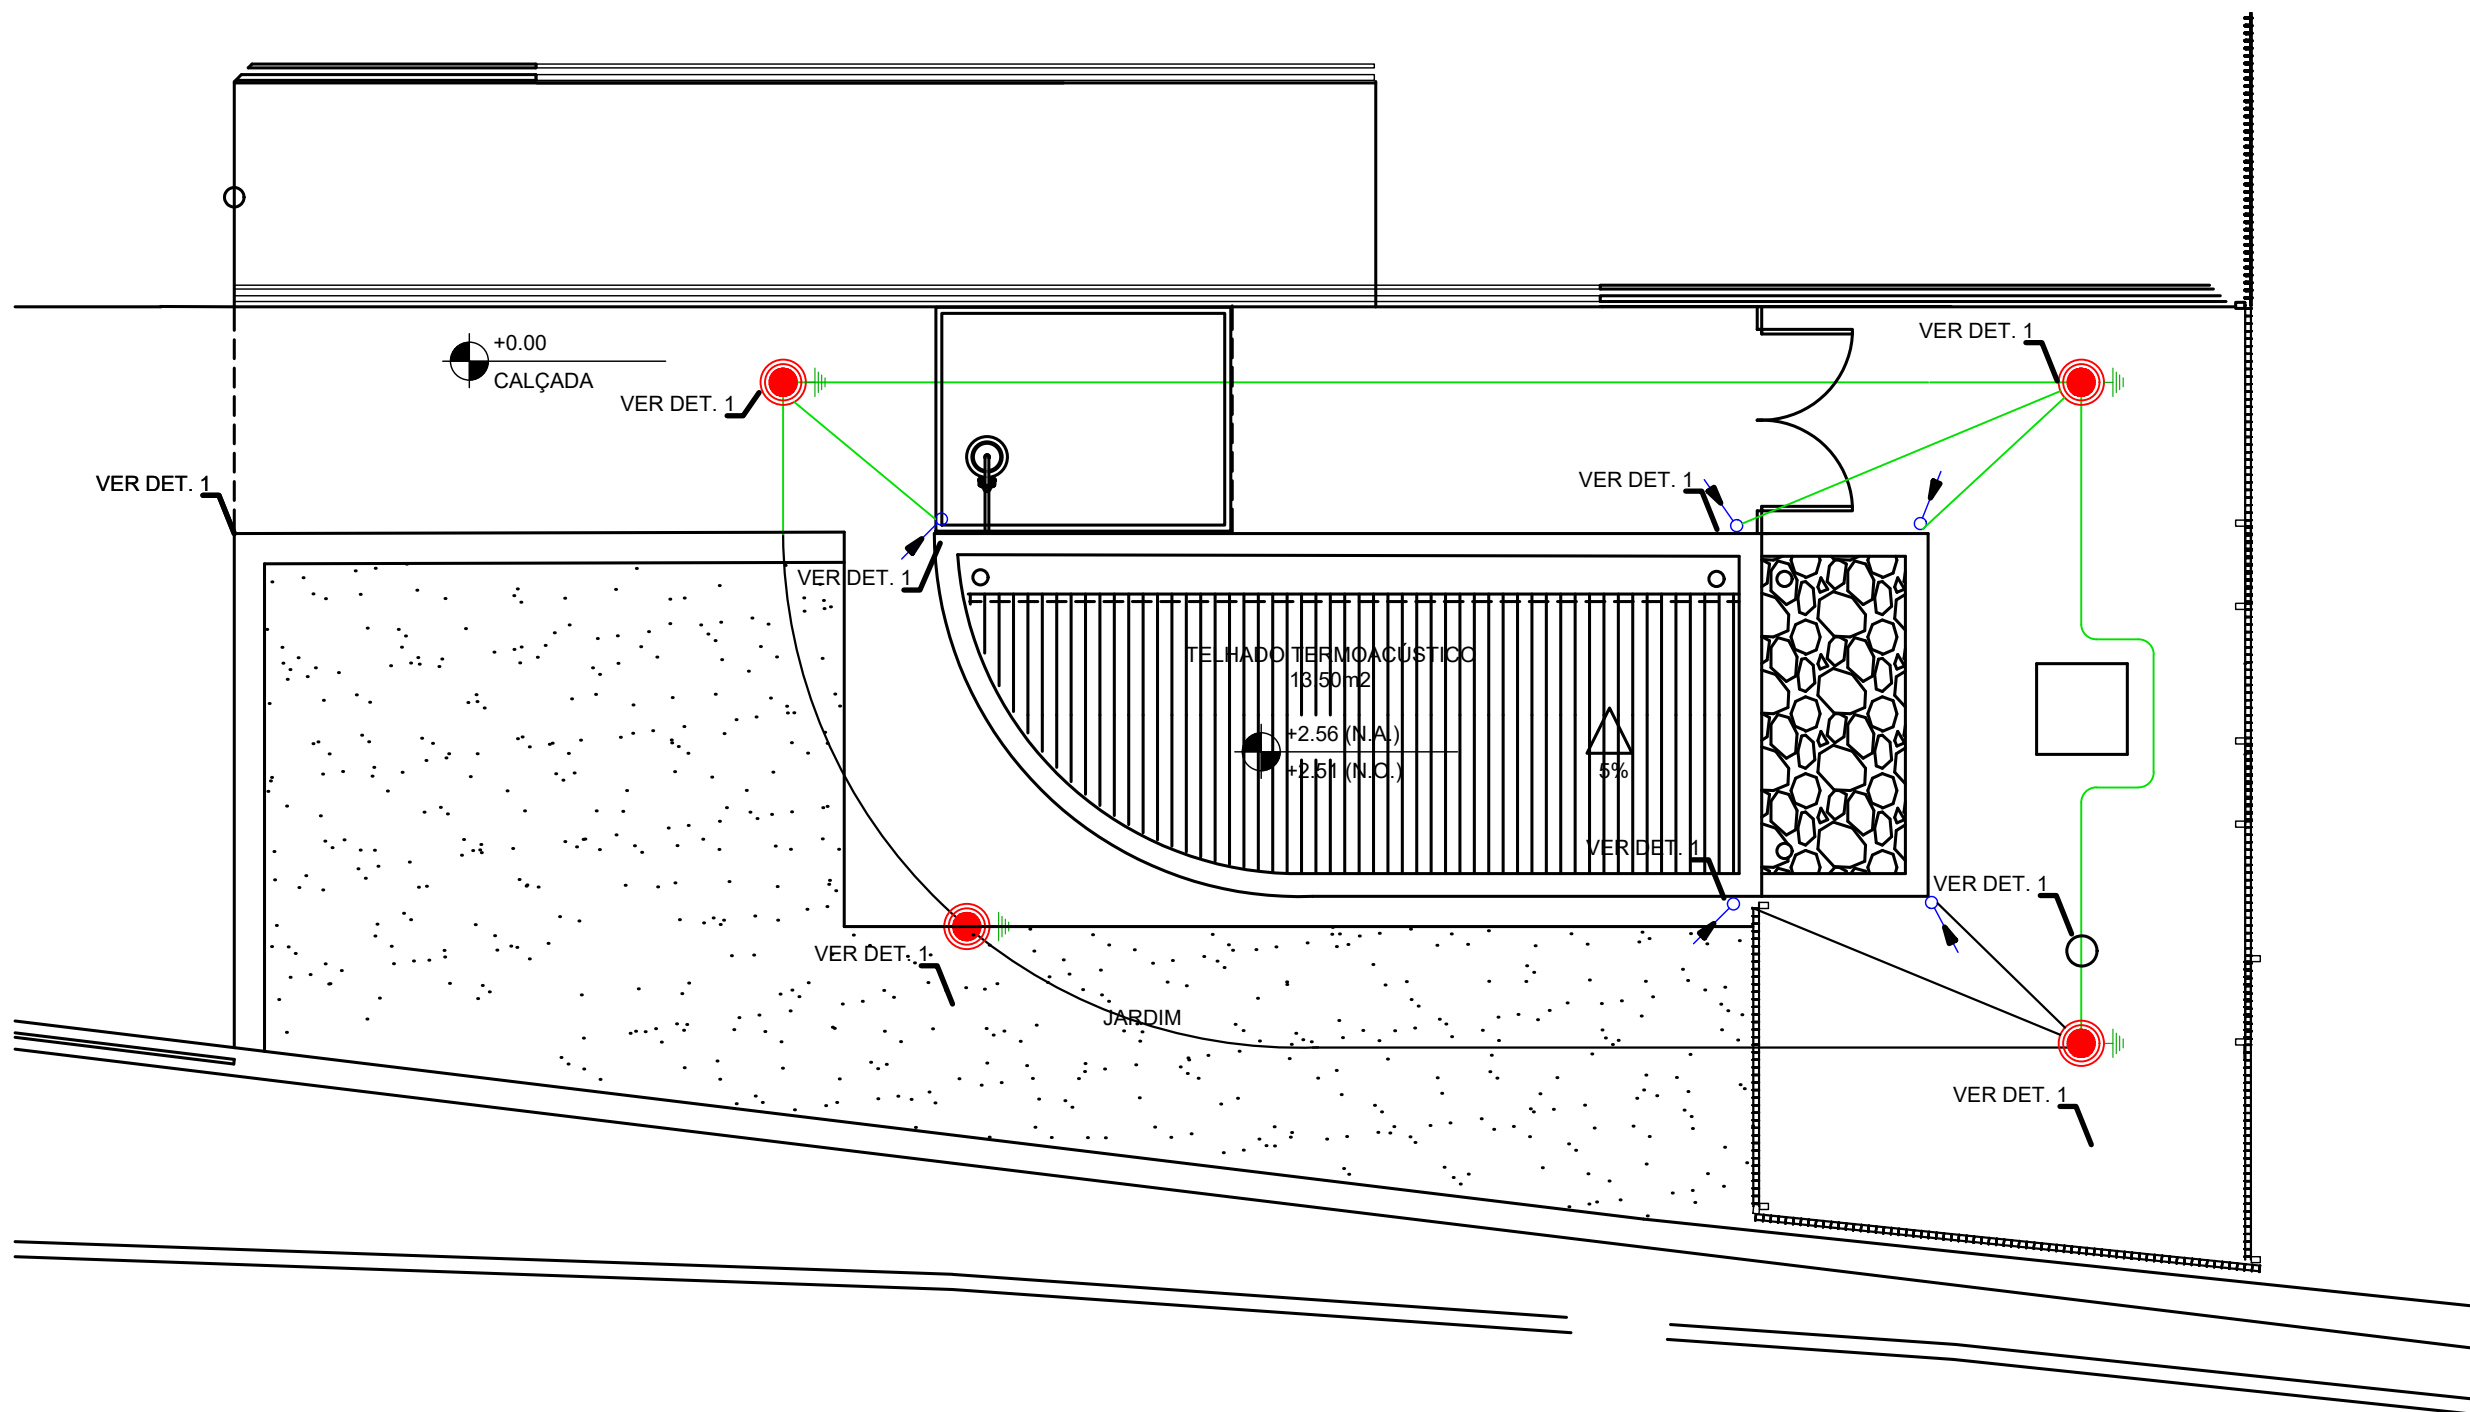 VER DET. 1
+0.00
CALÇADA
VER DET. 1
VER DET. 1
VER DET. 1
VER DET. 1
TELHADO TERMOACÚSTICO
13.50m2
+2.56 (N.A.)
+2.51 (N.O.)
5%
VER DET. 1
VER DET. 1
VER DET. 1
JARDIM
VER DET. 1